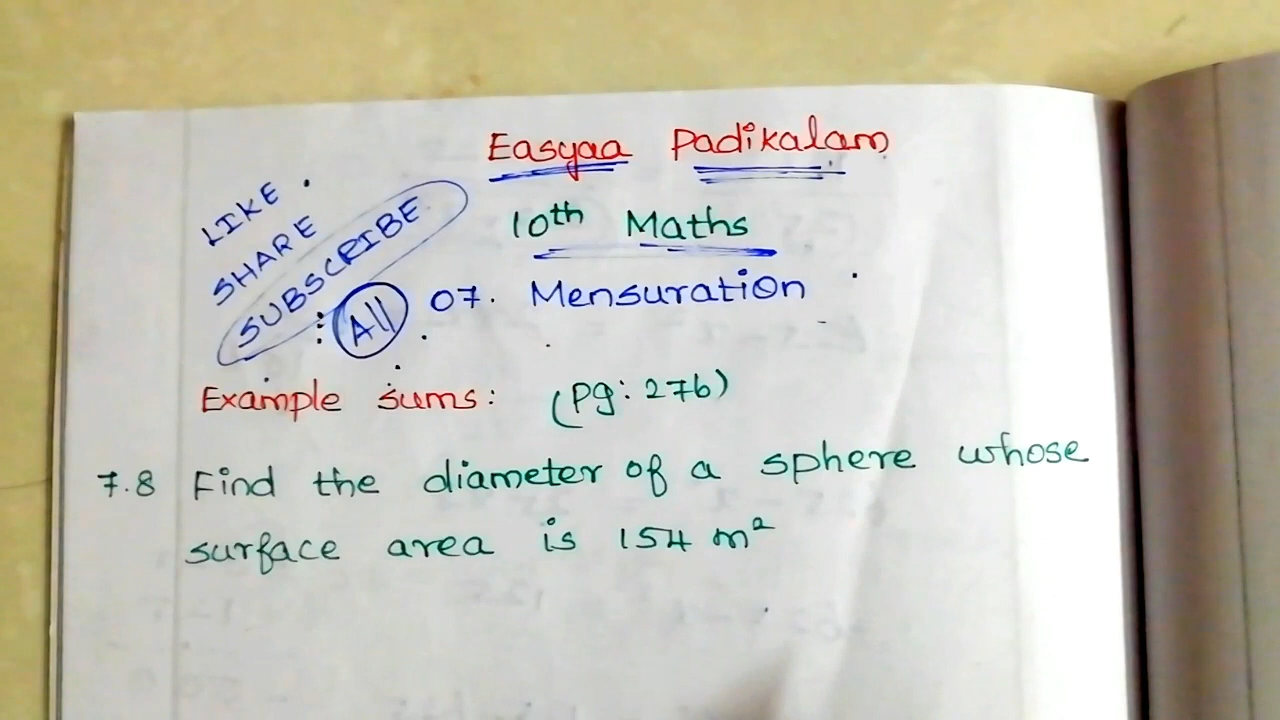 Easyaa Padikalam
LIKE
SHARE
SUBSCRIBE
All
10th Maths
07. Mensuration
Example sums: (Pg: 276)
7.8 Find the diameter of a sphere whose
surface area is 154 m²